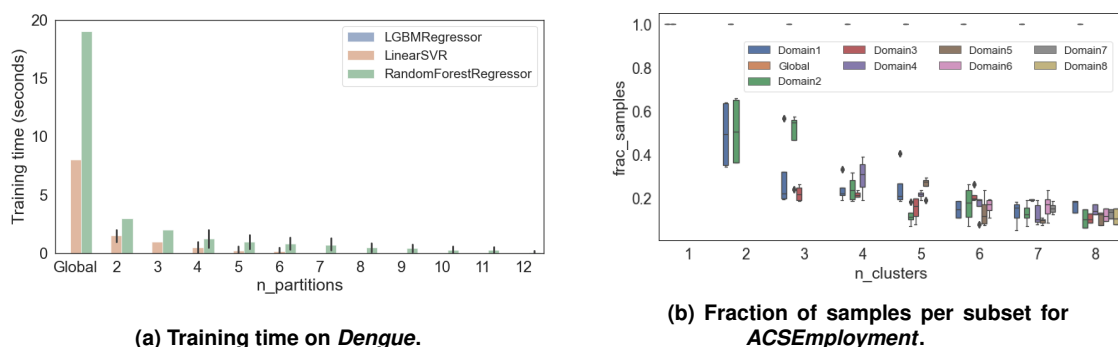 20
15
10
5
0
Training time (seconds)
LGBMRegressor
LinearSVR
RandomForestRegressor
Global 2 3 4 5 6 7 8 9 10 11 12
n_partitions
(a) Training time on Dengue.
1.0
0.8
0.6
0.4
0.2
frac_samples
Domain1 Domain3 Domain5 Domain7
Global Domain4 Domain6 Domain8
Domain2
1 2 3 4 5 6 7 8
n_clusters
(b) Fraction of samples per subset for
ACSEmployment.